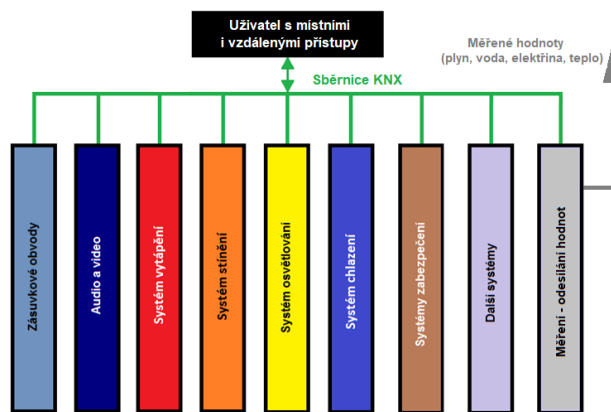 Uživatel s místními
i vzdálenými přístupy
Měřené hodnoty
(plyn, voda, elektřina, teplo)
Sběrnice KNX
Zásuvkové obvody
Audio a video
Systém vytápění
Systém stínění
Systém osvětlování
Systém chlazení
Systémy zabezpečení
Další systémy
Měření - odesílání hodnot